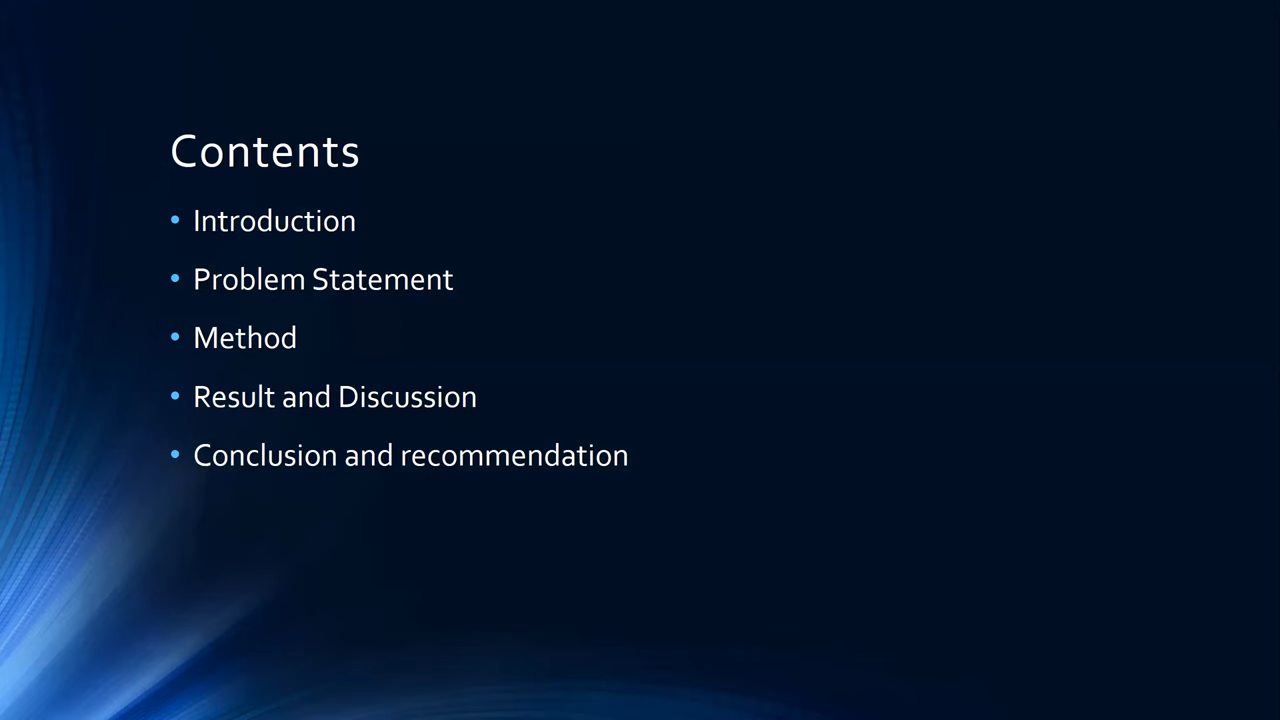 Contents
• Introduction
• Problem Statement
• Method
• Result and Discussion
• Conclusion and recommendation